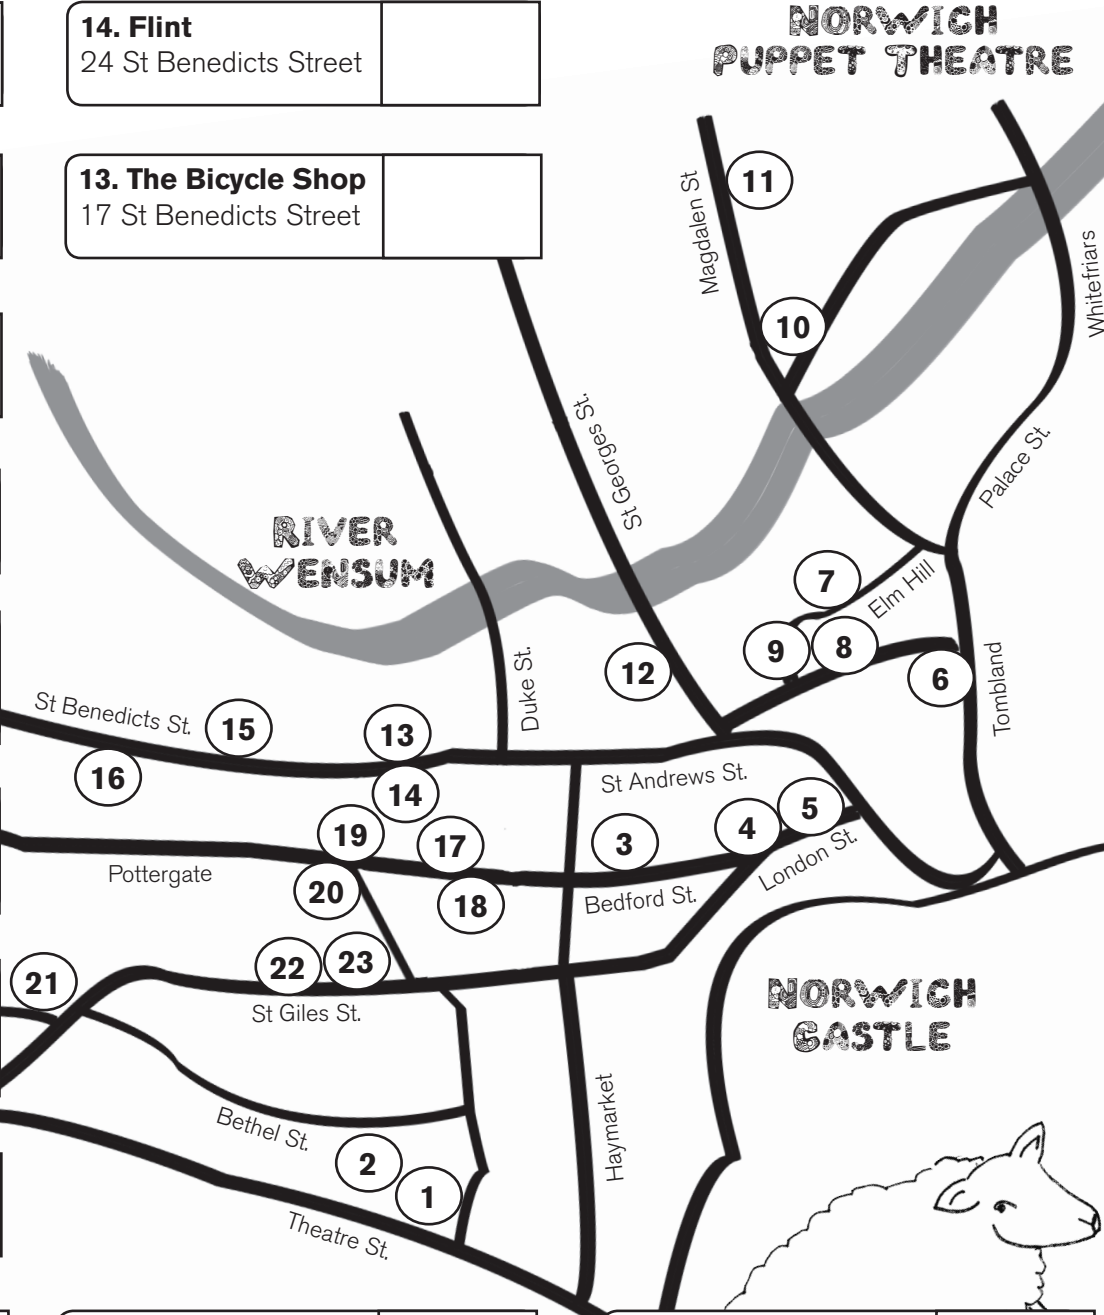 14. Flint
24 St Benedicts Street
NORWICH
PUPPET THEATRE
13. The Bicycle Shop
17 St Benedicts Street
11
Magdalen St
Whitefriars
10
St Georges St.
Palace St.
RIVER
WENSUM
7
Elm Hill
9
8
12
6
Duke St.
Tombland
St Benedicts St.
15
13
16
St Andrews St.
14
5
19
17
3
4
London St.
Pottergate
20
18
Bedford St.
22
23
21
St Giles St.
NORWICH
CASTLE
Haymarket
Bethel St.
2
1
Theatre St.